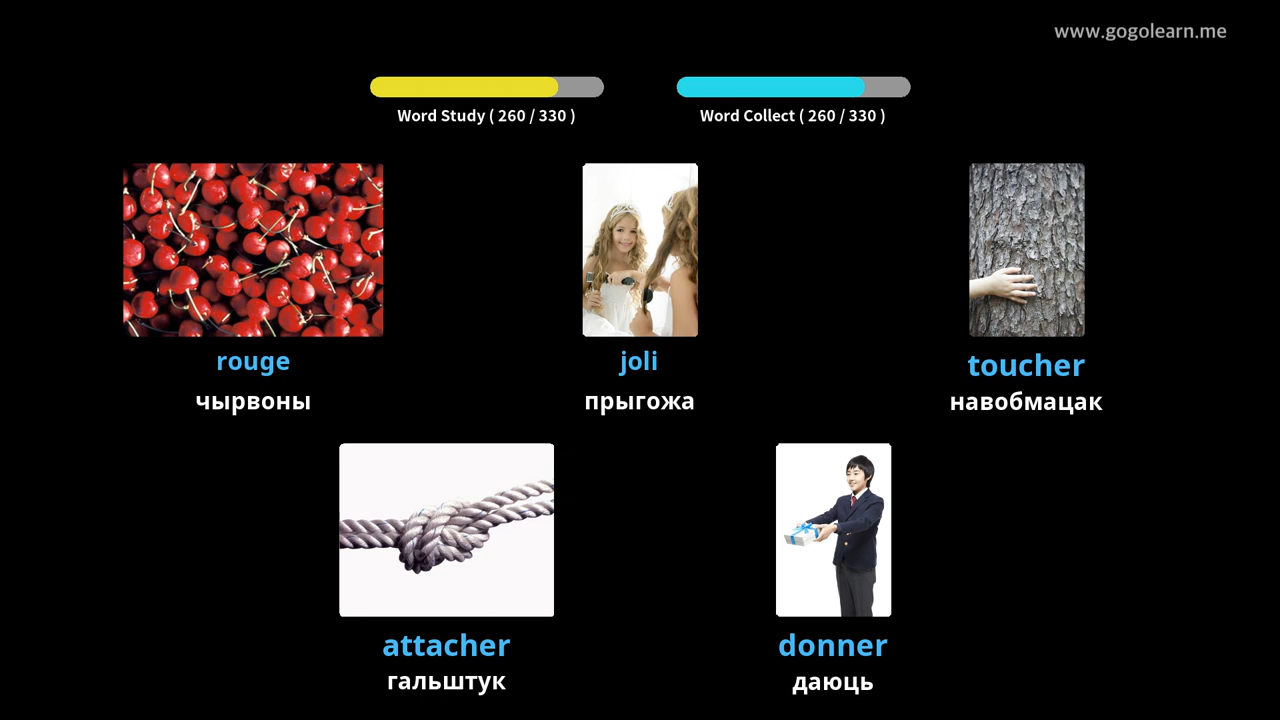 www.gogolearn.me
Word Study ( 260 / 330 )
Word Collect ( 260 / 330 )
rouge
joli
toucher
чырвоны
прыгожа
навобмацак
attacher
donner
гальштук
даюць